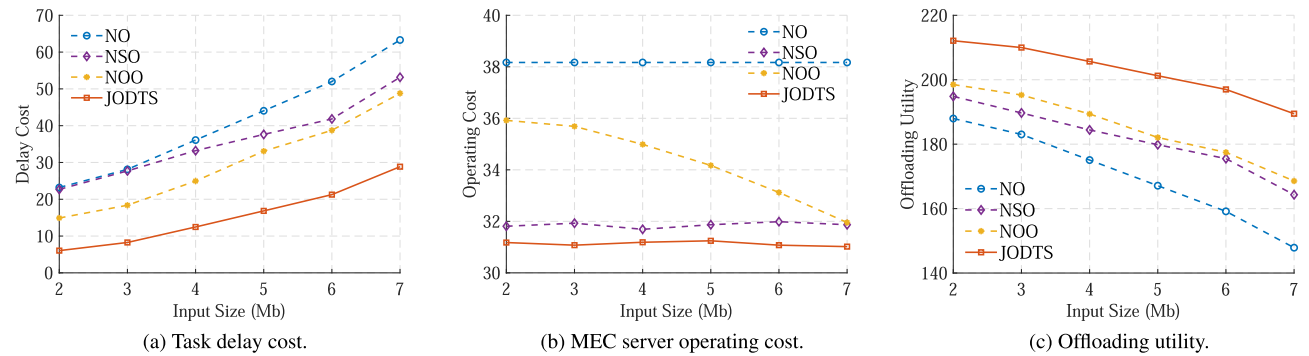 70
60
50
40
30
20
10
0
Delay Cost
NO
NSO
NOO
JODTS
2 3 4 5 6 7
Input Size (Mb)
(a) Task delay cost.
40
38
36
34
32
30
Operating Cost
NO
NSO
NOO
JODTS
2 3 4 5 6 7
Input Size (Mb)
(b) MEC server operating cost.
220
200
180
160
140
Offloading Utility
NO
NSO
NOO
JODTS
2 3 4 5 6 7
Input Size (Mb)
(c) Offloading utility.